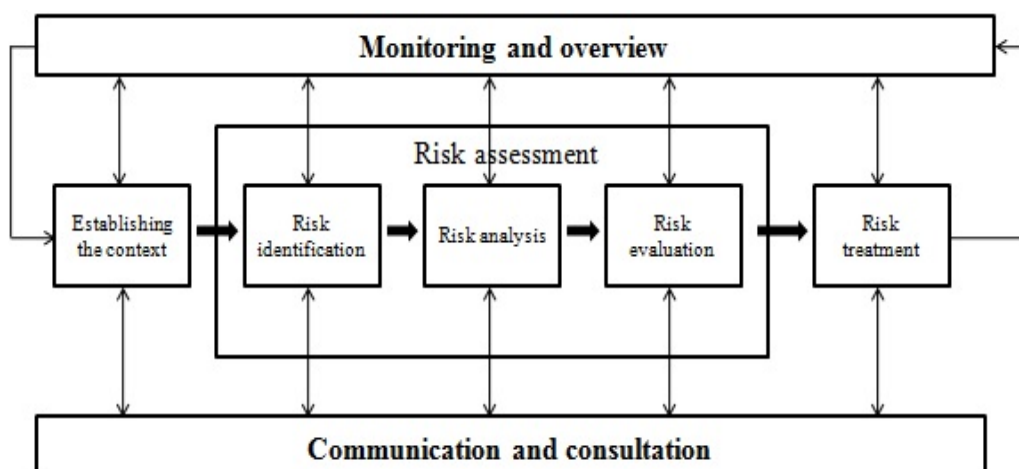 Monitoring and overview
Risk assessment
Establishing
the context
Risk
identification
Risk analysis
Risk
evaluation
Risk
treatment
Communication and consultation